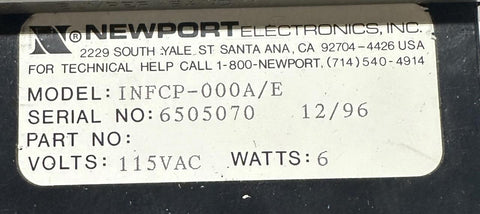 ® NEWPORT ELECTRONICS, INC.
2229 SOUTH YALE ST SANTA ANA, CA 92704-4426 USA
FOR TECHNICAL HELP CALL 1-800-NEWPORT, (714) 540-4914
MODEL: INFCP-000A/E
SERIAL NO: 6505070 12/96
PART NO:
VOLTS: 115VAC WATTS: 6